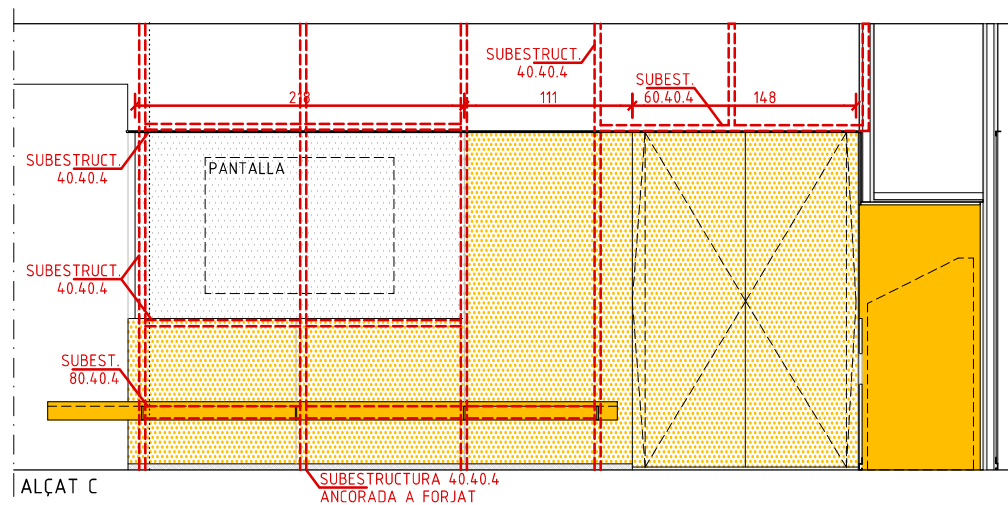 SUBESTRUCT.
40.40.4
SUBEST.
60.40.4
218
111
148
SUBESTRUCT.
40.40.4
PANTALLA
SUBESTRUCT.
40.40.4
SUBEST.
80.40.4
SUBESTRUCTURA 40.40.4
ANCORADA A FORJAT
ALÇAT C